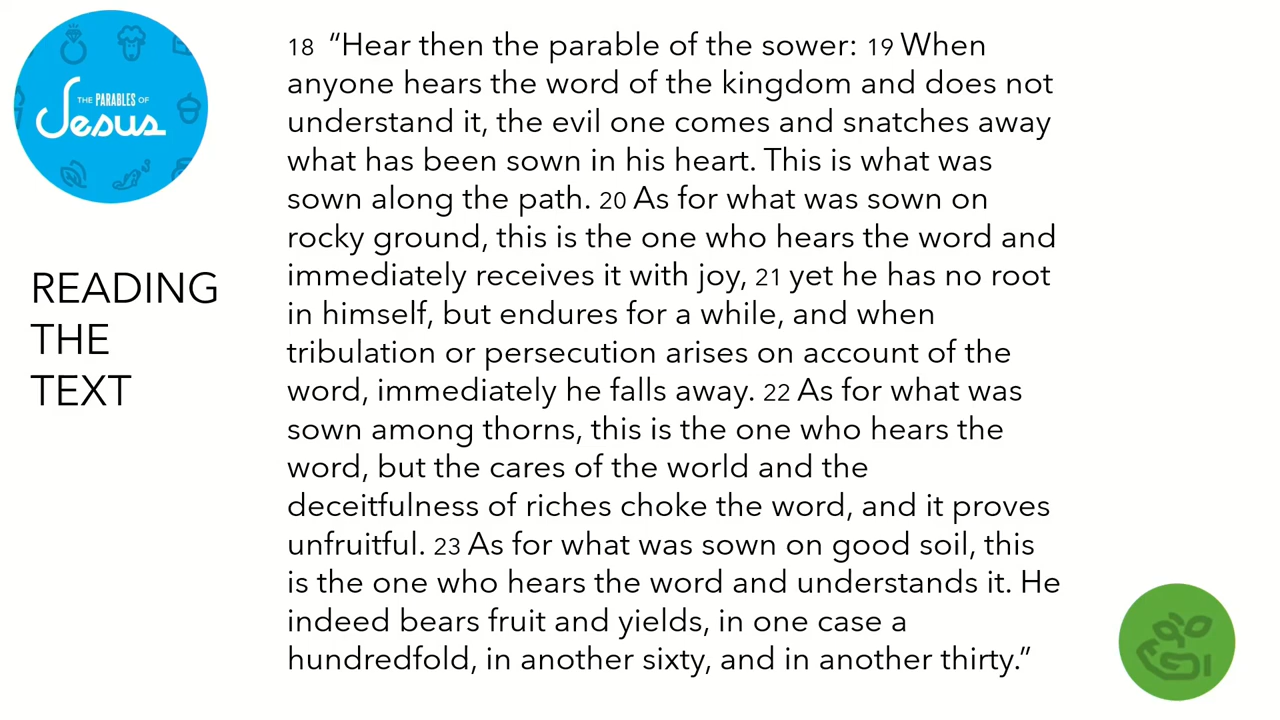 THE PARABLES OF
Jesus
READING
THE
TEXT
18 “Hear then the parable of the sower: 19 When
anyone hears the word of the kingdom and does not
understand it, the evil one comes and snatches away
what has been sown in his heart. This is what was
sown along the path. 20 As for what was sown on
rocky ground, this is the one who hears the word and
immediately receives it with joy, 21 yet he has no root
in himself, but endures for a while, and when
tribulation or persecution arises on account of the
word, immediately he falls away. 22 As for what was
sown among thorns, this is the one who hears the
word, but the cares of the world and the
deceitfulness of riches choke the word, and it proves
unfruitful. 23 As for what was sown on good soil, this
is the one who hears the word and understands it. He
indeed bears fruit and yields, in one case a
hundredfold, in another sixty, and in another thirty.”